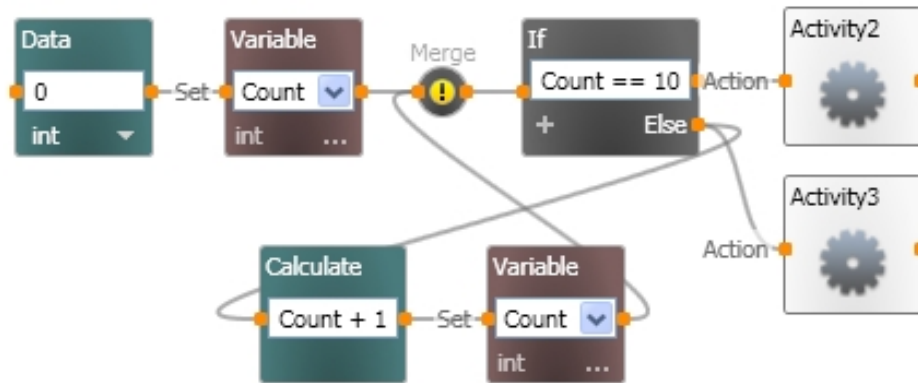 Data
0
int
Set
Variable
Count
int ...
Merge
If
Count == 10
+ Else
Action
Activity2
Action
Activity3
Calculate
Count + 1
Set
Variable
Count
int ...